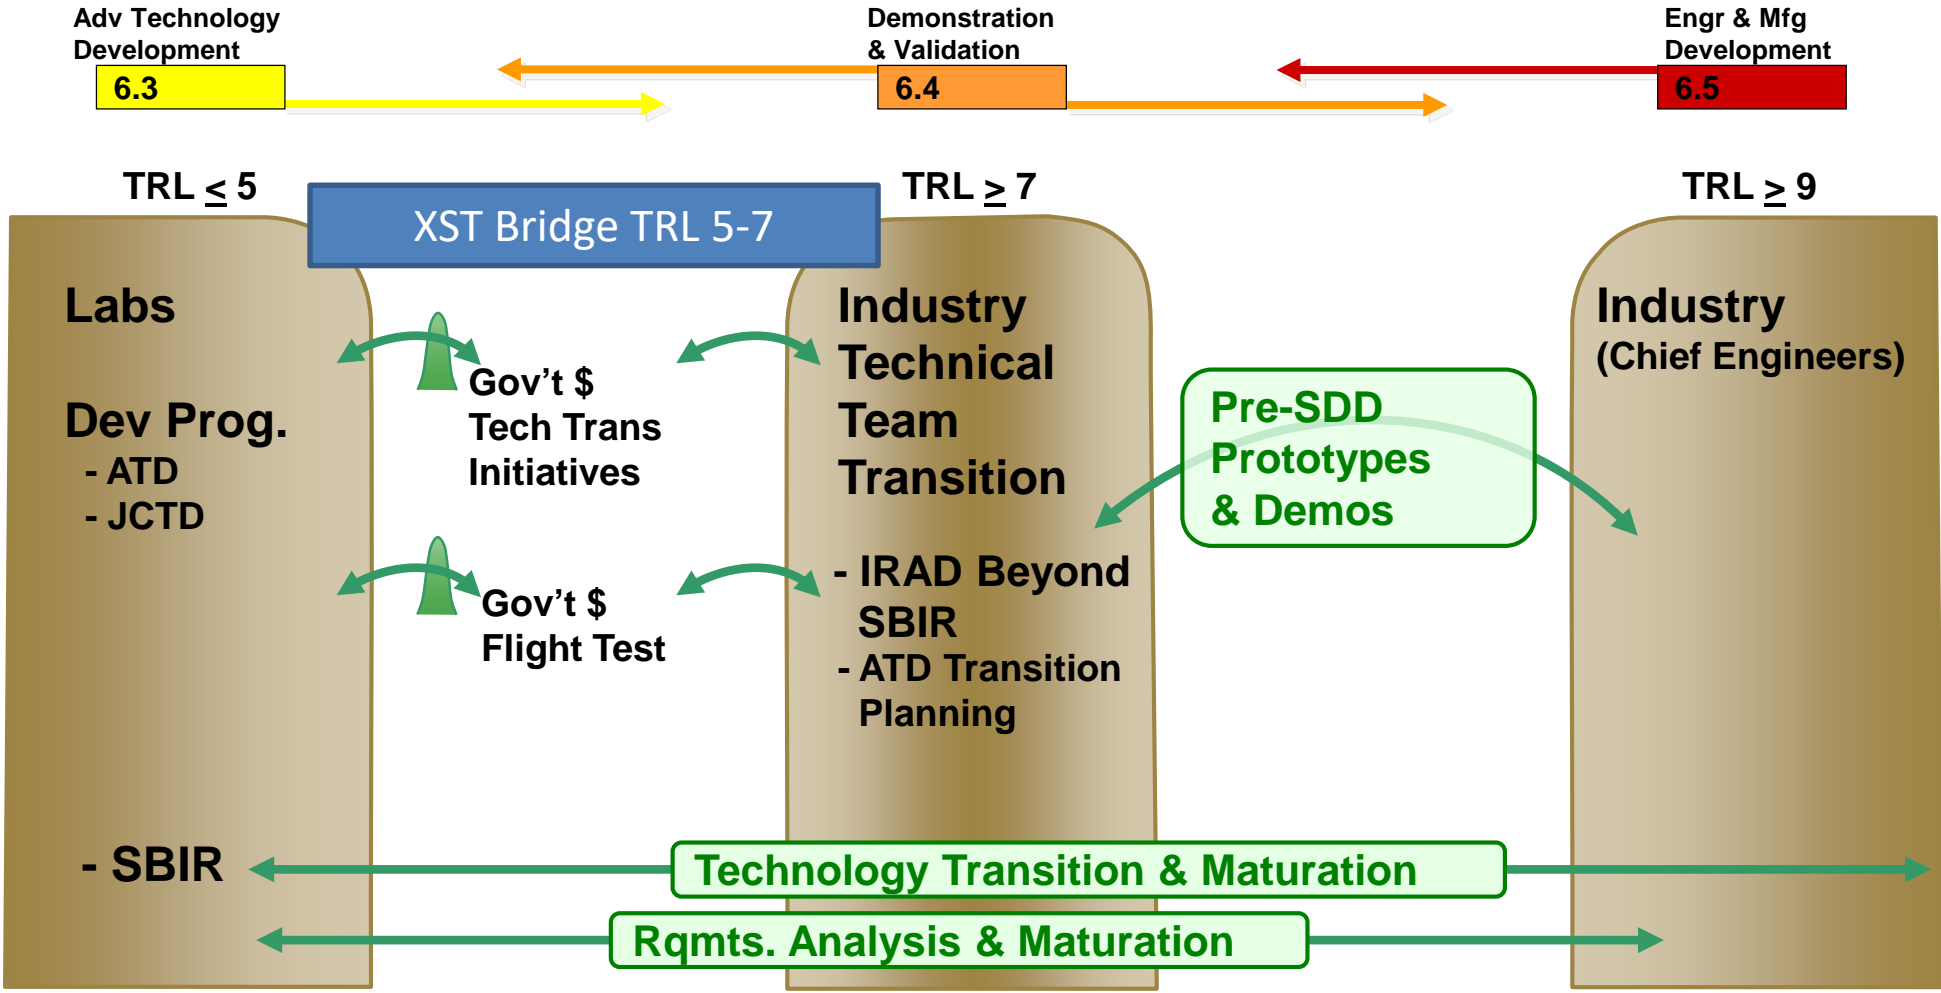 Adv Technology
Development
6.3
Demonstration
& Validation
6.4
Engr & Mfg
Development
6.5
TRL ≤ 5
XST Bridge TRL 5-7
TRL ≥ 7
TRL ≥ 9
Labs
Dev Prog.
- ATD
- JCTD
- SBIR
Gov’t $
Tech Trans
Initiatives
Gov’t $
Flight Test
Industry
Technical
Team
Transition
- IRAD Beyond
SBIR
- ATD Transition
Planning
Pre-SDD
Prototypes
& Demos
Industry
(Chief Engineers)
Technology Transition & Maturation
Rqmts. Analysis & Maturation